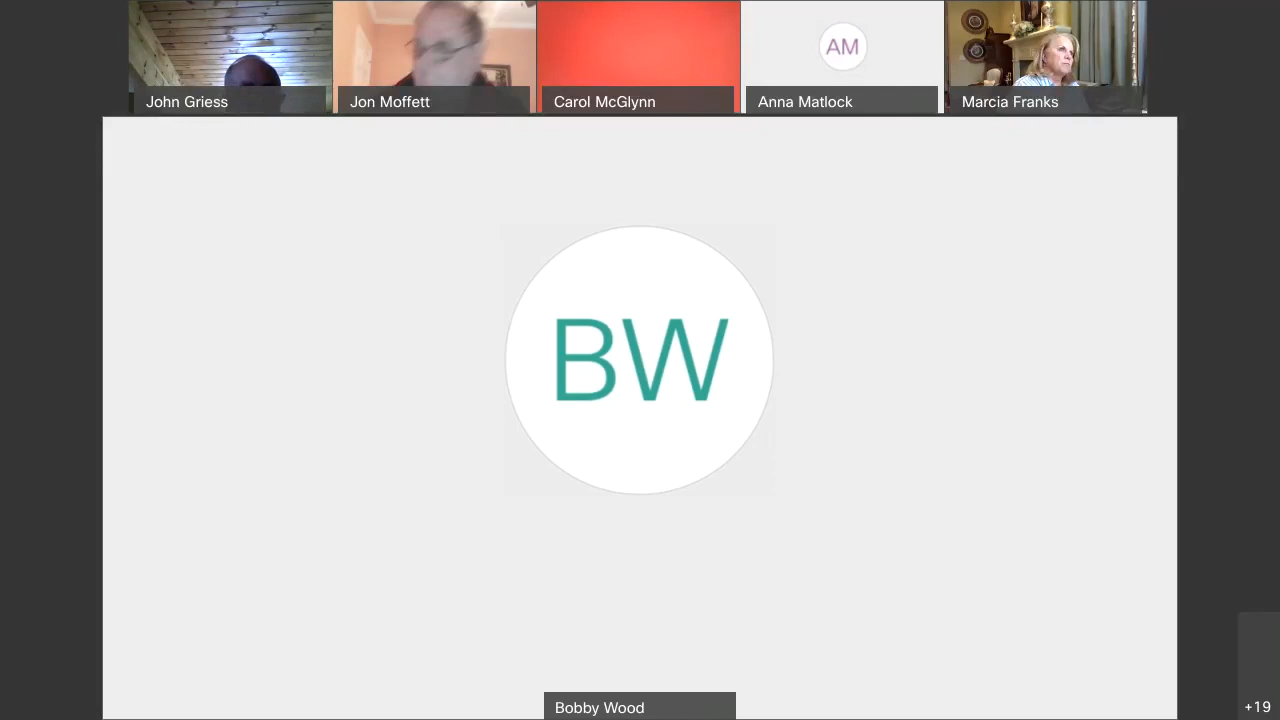 John Griess
Jon Moffett
Carol McGlynn
AM
Anna Matlock
Marcia Franks
BW
Bobby Wood
+19